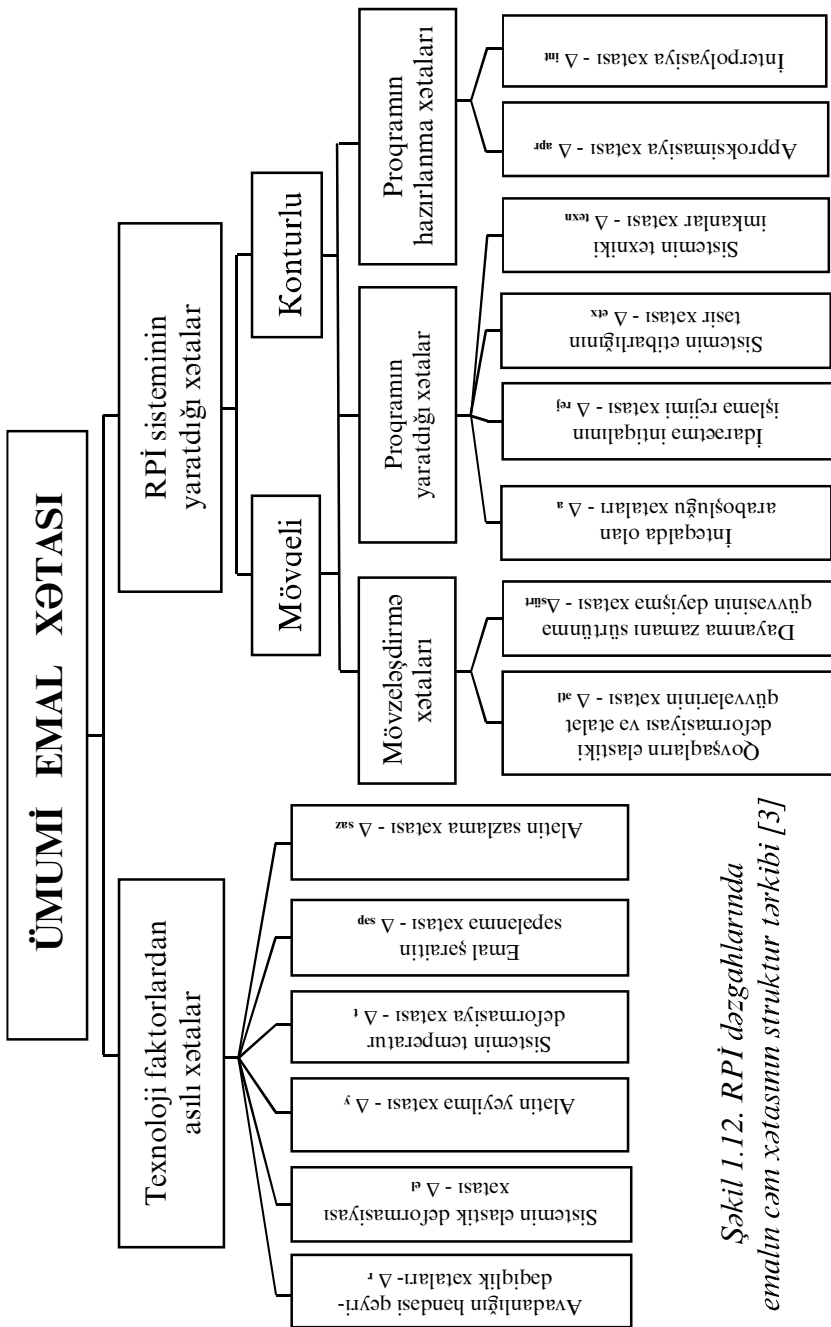 ÜMUMİ EMAL XƏTASI
Texnoloji faktorlardan
asılı xətalar
RPİ sisteminin
yaratdığı xətalar
Mövqeli
Konturlu
Mövzeləşdirmə
xətaları
Proqramın
yaratdığı xətalar
Proqramın
hazırlanma xətaları
Avadanlığın həndəsi qeyri-
dəqiqlik xətaları- Δ r
Sistemin elastik deformasiyası
xətası - Δ el
Alətin yeyilmə xətası - Δ y
Sistemin temperatur
deformasiya xətası - Δ t
Emal şəraitin
səpələnmə xətası - Δ səp
Alətin sazlama xətası - Δ saz
Qovşaqların elastiki
deformasiyası və ətalət
qüvvələrinin xətası - Δ ətl
Dayanma zamanı sürtünmə
qüvvəsinin dəyişmə xətası - Δsürt
İnteqalda olan
araboşluğu xətaları - Δ a
İdarəetmə intiqalının
işləmə rejimi xətası - Δ rej
Sistemin etibarlığının
təsir xətası - Δ etx
Sistemin texniki
imkanlar xətası - Δ texn
Approksimasiya xətası - Δ apr
İnterpolyasiya xətası - Δ int
Şəkil 1.12. RPİ dəzgahlarında
emalın cəm xətasının struktur tərkibi [3]